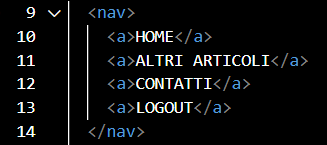 9 <nav>
10 <a>HOME</a>
11 <a>ALTRI ARTICOLI</a>
12 <a>CONTATTI</a>
13 <a>LOGOUT</a>
14 </nav>